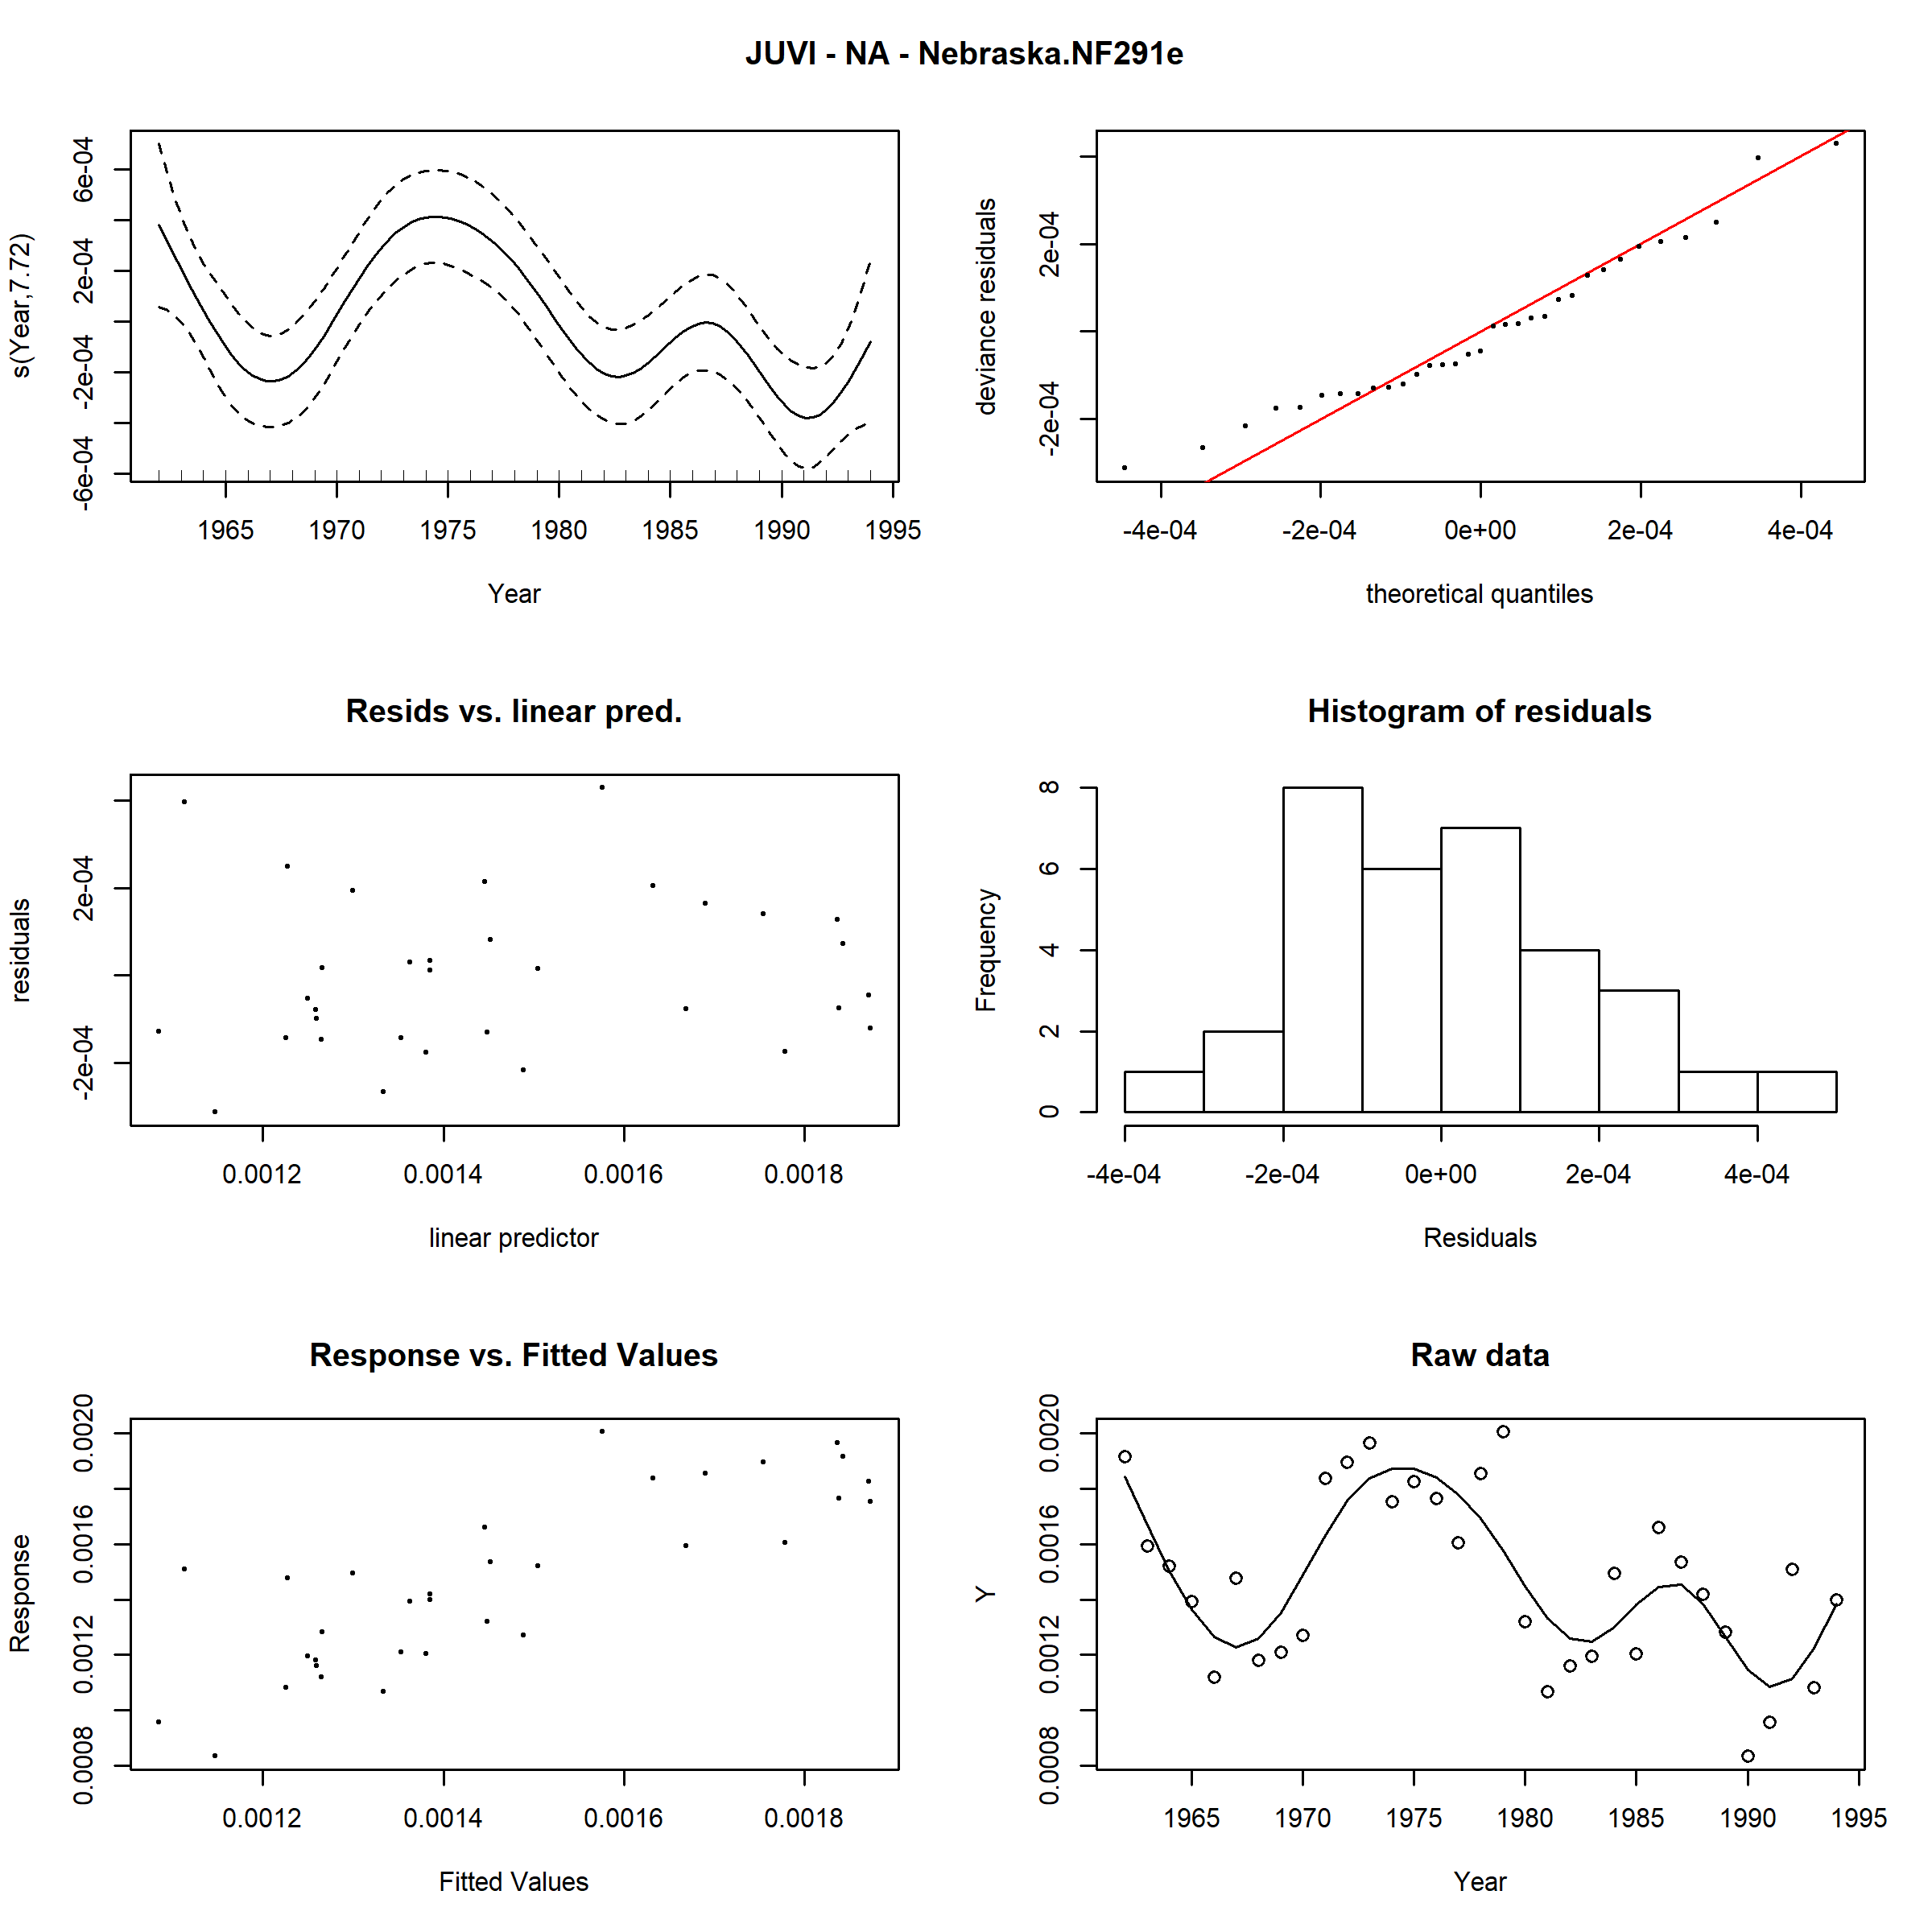 JUVI - NA - Nebraska.NF291e
s(Year,7.72)
6e-04
2e-04
-2e-04
-6e-04
1965 1970 1975 1980 1985 1990 1995
Year
deviance residuals
2e-04
-2e-04
-4e-04 -2e-04 0e+00 2e-04 4e-04
theoretical quantiles
Resids vs. linear pred.
residuals
2e-04
-2e-04
0.0012 0.0014 0.0016 0.0018
linear predictor
Histogram of residuals
Frequency
8
6
4
2
0
-4e-04 -2e-04 0e+00 2e-04 4e-04
Residuals
Response vs. Fitted Values
Response
0.0020
0.0016
0.0012
0.0008
0.0012 0.0014 0.0016 0.0018
Fitted Values
Raw data
Y
0.0020
0.0016
0.0012
0.0008
1965 1970 1975 1980 1985 1990 1995
Year